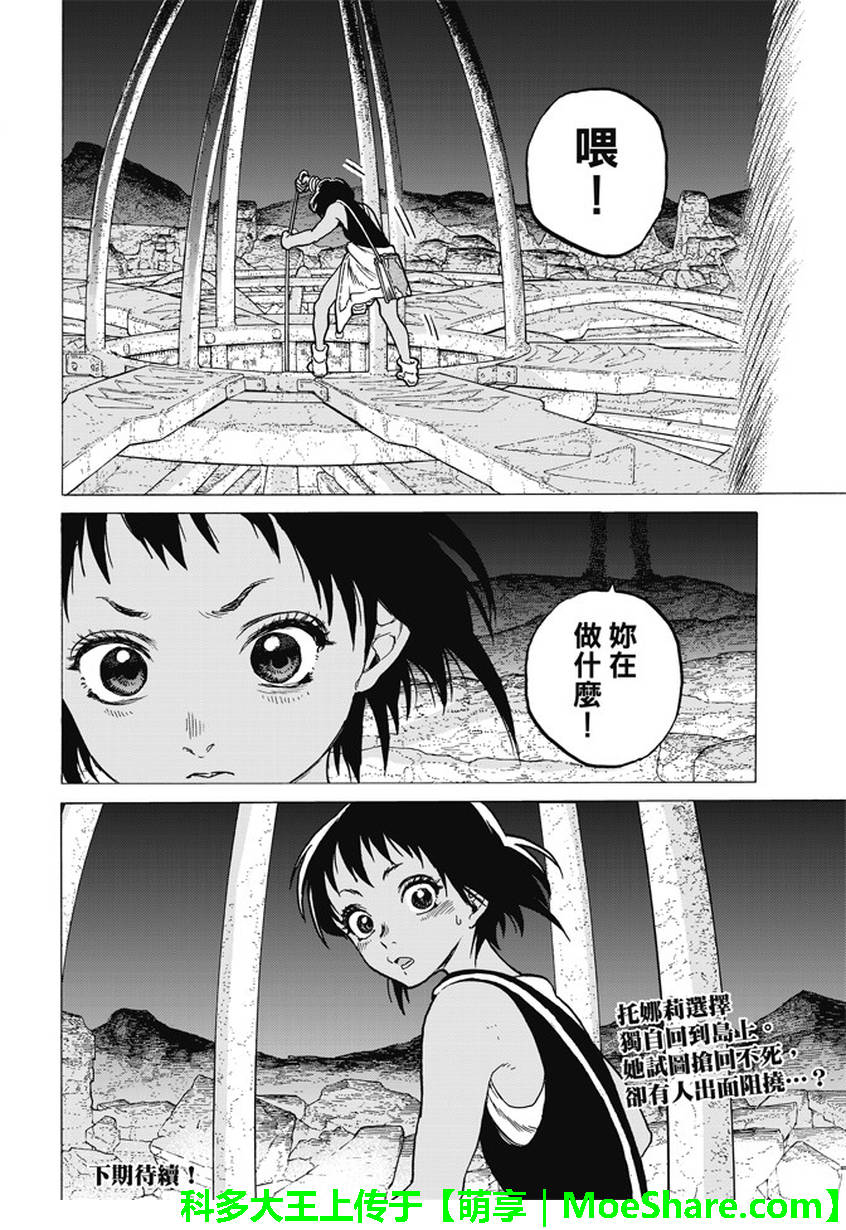 喂！
妳在
做什麼！
托娜莉選擇
獨自回到島上。
她試圖搶回不死，
卻有人出面阻撓…？
下期待續！
科多大王上传于【萌享｜MoeShare.com】